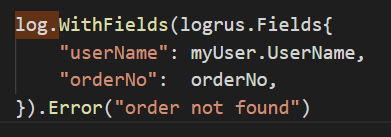 log.WithFields(logrus.Fields{
    "userName": myUser.UserName,
    "orderNo":  orderNo,
}).Error("order not found")